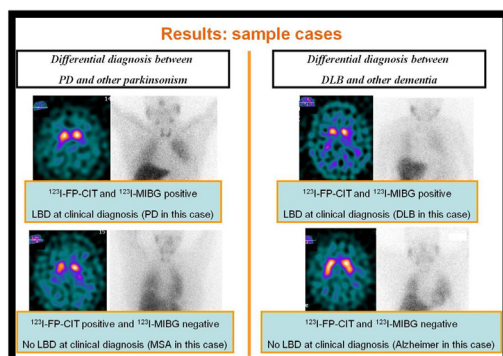 Results: sample cases
Differential diagnosis between
PD and other parkinsonism
Differential diagnosis between
DLB and other dementia
¹²³I-FP-CIT and ¹²³I-MIBG positive
LBD at clinical diagnosis (PD in this case)
¹²³I-FP-CIT and ¹²³I-MIBG positive
LBD at clinical diagnosis (DLB in this case)
¹²³I-FP-CIT positive and ¹²³I-MIBG negative
No LBD at clinical diagnosis (MSA in this case)
¹²³I-FP-CIT and ¹²³I-MIBG negative
No LBD at clinical diagnosis (Alzheimer in this case)